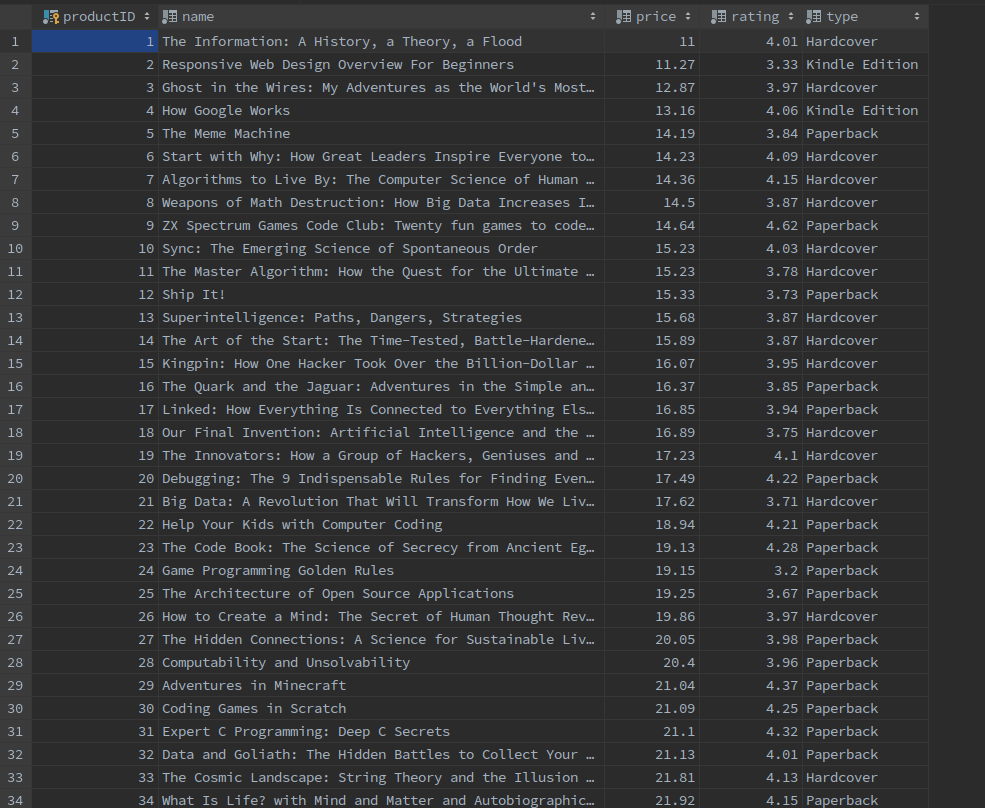 productID name price rating type
1 1 The Information: A History, a Theory, a Flood 11 4.01 Hardcover
2 2 Responsive Web Design Overview For Beginners 11.27 3.33 Kindle Edition
3 3 Ghost in the Wires: My Adventures as the World's Most… 12.87 3.97 Hardcover
4 4 How Google Works 13.16 4.06 Kindle Edition
5 5 The Meme Machine 14.19 3.84 Paperback
6 6 Start with Why: How Great Leaders Inspire Everyone to… 14.23 4.09 Hardcover
7 7 Algorithms to Live By: The Computer Science of Human … 14.36 4.15 Hardcover
8 8 Weapons of Math Destruction: How Big Data Increases I… 14.5 3.87 Hardcover
9 9 ZX Spectrum Games Code Club: Twenty fun games to code… 14.64 4.62 Paperback
10 10 Sync: The Emerging Science of Spontaneous Order 15.23 4.03 Hardcover
11 11 The Master Algorithm: How the Quest for the Ultimate … 15.23 3.78 Hardcover
12 12 Ship It! 15.33 3.73 Paperback
13 13 Superintelligence: Paths, Dangers, Strategies 15.68 3.87 Hardcover
14 14 The Art of the Start: The Time-Tested, Battle-Hardene… 15.89 3.87 Hardcover
15 15 Kingpin: How One Hacker Took Over the Billion-Dollar … 16.07 3.95 Hardcover
16 16 The Quark and the Jaguar: Adventures in the Simple an… 16.37 3.85 Paperback
17 17 Linked: How Everything Is Connected to Everything Els… 16.85 3.94 Paperback
18 18 Our Final Invention: Artificial Intelligence and the … 16.89 3.75 Hardcover
19 19 The Innovators: How a Group of Hackers, Geniuses and … 17.23 4.1 Hardcover
20 20 Debugging: The 9 Indispensable Rules for Finding Even… 17.49 4.22 Paperback
21 21 Big Data: A Revolution That Will Transform How We Liv… 17.62 3.71 Hardcover
22 22 Help Your Kids with Computer Coding 18.94 4.21 Paperback
23 23 The Code Book: The Science of Secrecy from Ancient Eg… 19.13 4.28 Paperback
24 24 Game Programming Golden Rules 19.15 3.2 Paperback
25 25 The Architecture of Open Source Applications 19.25 3.67 Paperback
26 26 How to Create a Mind: The Secret of Human Thought Rev… 19.86 3.97 Hardcover
27 27 The Hidden Connections: A Science for Sustainable Liv… 20.05 3.98 Paperback
28 28 Computability and Unsolvability 20.4 3.96 Paperback
29 29 Adventures in Minecraft 21.04 4.37 Paperback
30 30 Coding Games in Scratch 21.09 4.25 Paperback
31 31 Expert C Programming: Deep C Secrets 21.1 4.32 Paperback
32 32 Data and Goliath: The Hidden Battles to Collect Your … 21.13 4.01 Paperback
33 33 The Cosmic Landscape: String Theory and the Illusion … 21.81 4.13 Hardcover
34 34 What Is Life? with Mind and Matter and Autobiographic… 21.92 4.15 Paperback